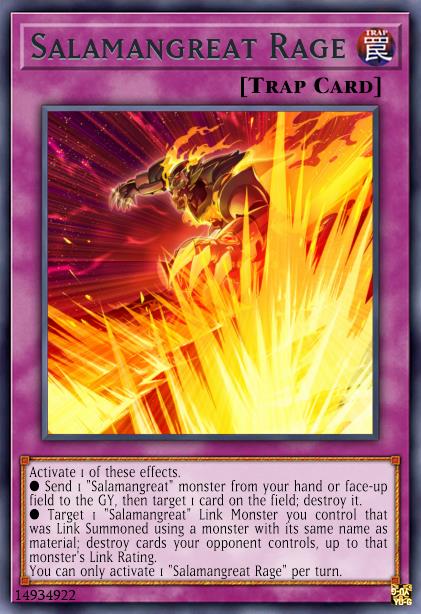 Salamangreat Rage
TRAP
罠
[Trap Card]
Activate 1 of these effects.
● Send 1 "Salamangreat" monster from your hand or face-up
field to the GY, then target 1 card on the field; destroy it.
● Target 1 "Salamangreat" Link Monster you control that
was Link Summoned using a monster with its same name as
material; destroy cards your opponent controls, up to that
monster's Link Rating.
You can only activate 1 "Salamangreat Rage" per turn.
14934922